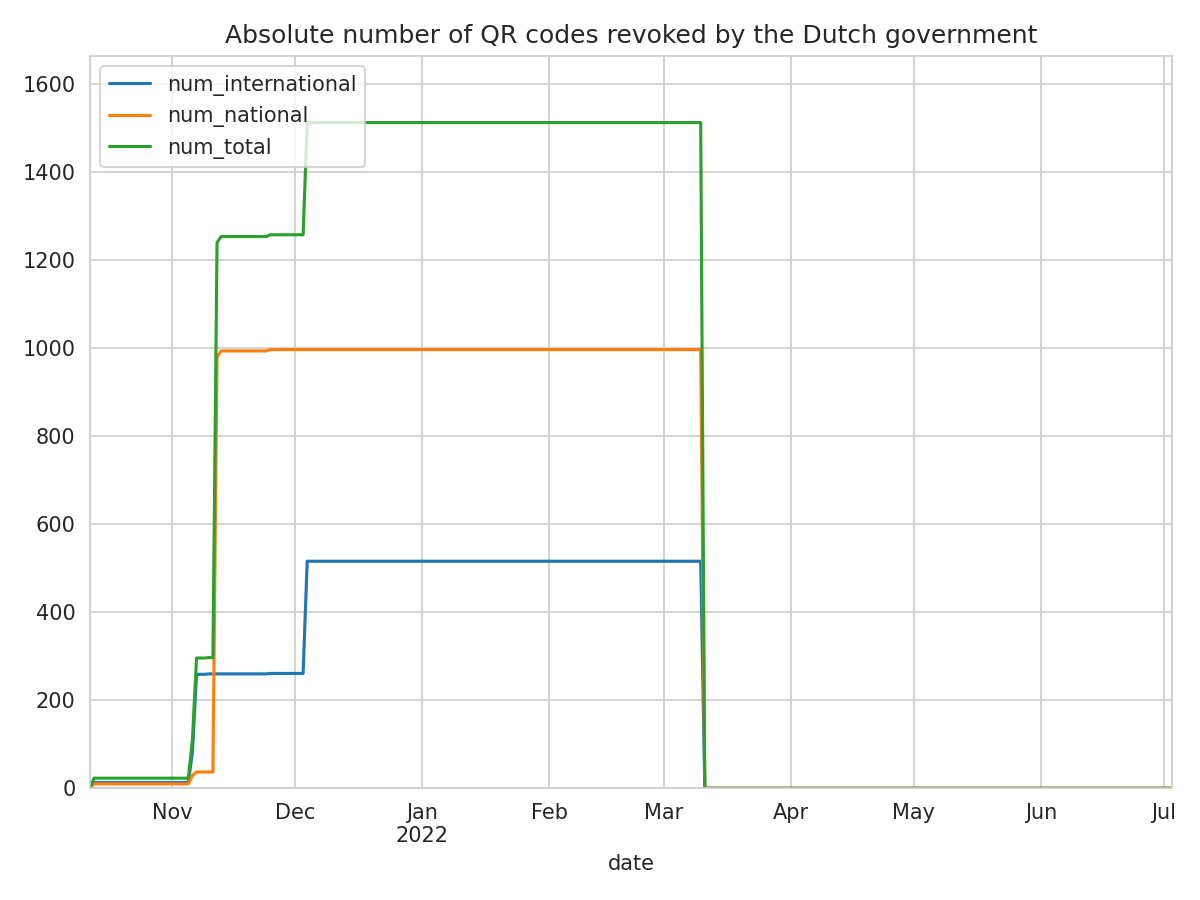 Absolute number of QR codes revoked by the Dutch government
num_international
num_national
num_total
1600
1400
1200
1000
800
600
400
200
0
Nov Dec Jan Feb Mar Apr May Jun Jul
2022
date